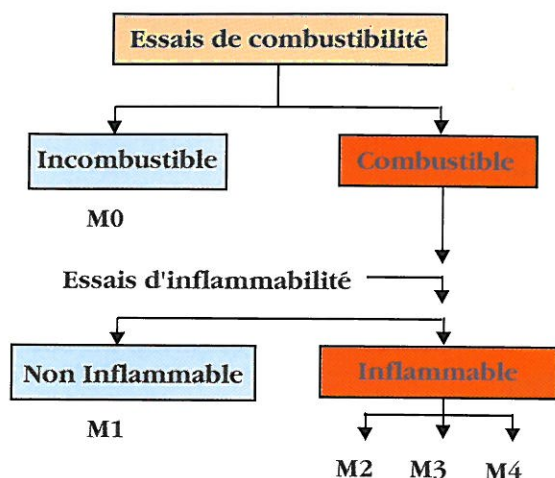 Essais de combustibilité
Incombustible
Combustible
M0
Essais d'inflammabilité
Non Inflammable
Inflammable
M1
M2
M3
M4